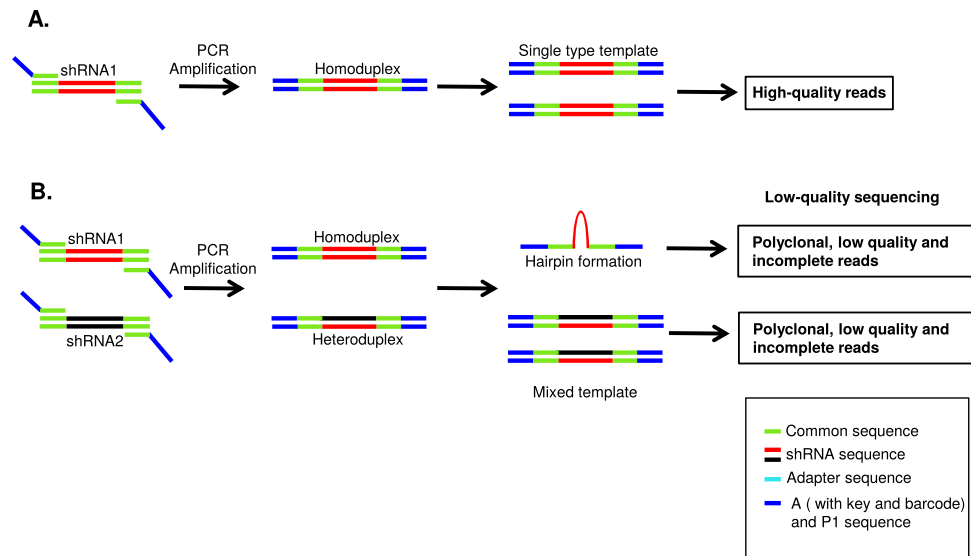 A.
shRNA1
PCR
Amplification
Homoduplex
Single type template
High-quality reads
B.
Low-quality sequencing
shRNA1
PCR
Amplification
Homoduplex
Hairpin formation
Polyclonal, low quality and
incomplete reads
shRNA2
Heteroduplex
Polyclonal, low quality and
incomplete reads
Mixed template
Common sequence
shRNA sequence
Adapter sequence
A ( with key and barcode)
and P1 sequence